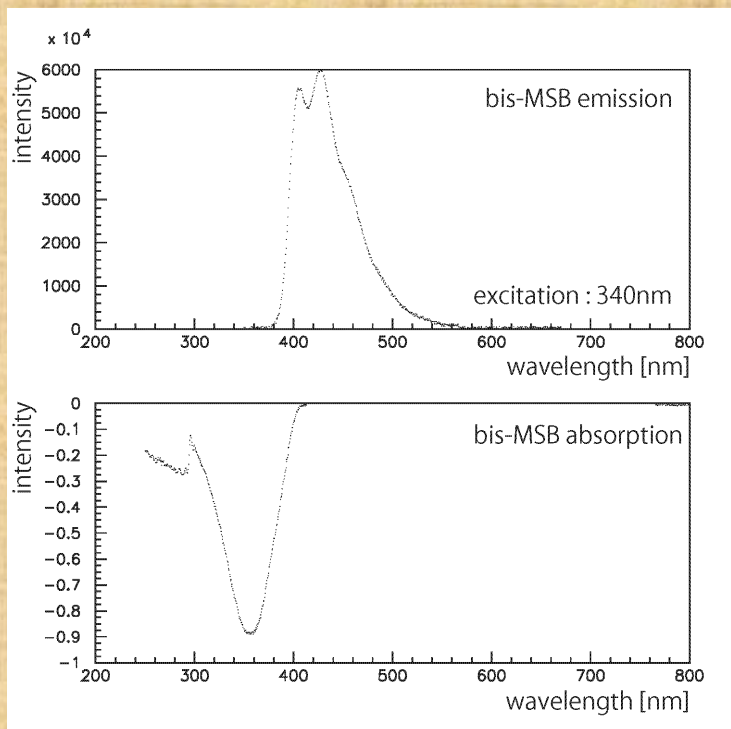 x 10⁴
intensity
6000
5000
4000
3000
2000
1000
0
bis-MSB emission
excitation : 340nm
200 300 400 500 600 700 800
wavelength [nm]
intensity
0
−0.1
−0.2
−0.3
−0.4
−0.5
−0.6
−0.7
−0.8
−0.9
−1
bis-MSB absorption
200 300 400 500 600 700 800
wavelength [nm]